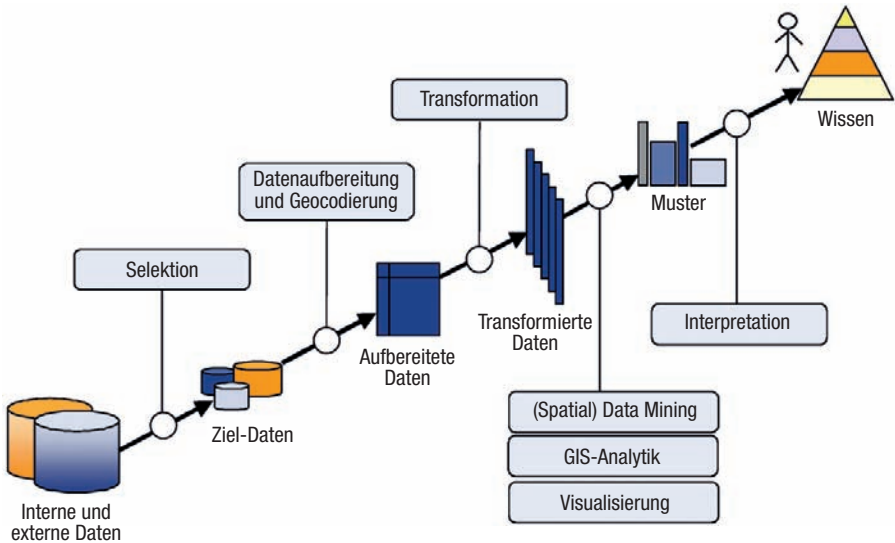 Transformation
Wissen
Datenaufbereitung
und Geocodierung
Muster
Selektion
Transformierte
Daten
Interpretation
Aufbereitete
Daten
Ziel-Daten
(Spatial) Data Mining
GIS-Analytik
Visualisierung
Interne und
externe Daten